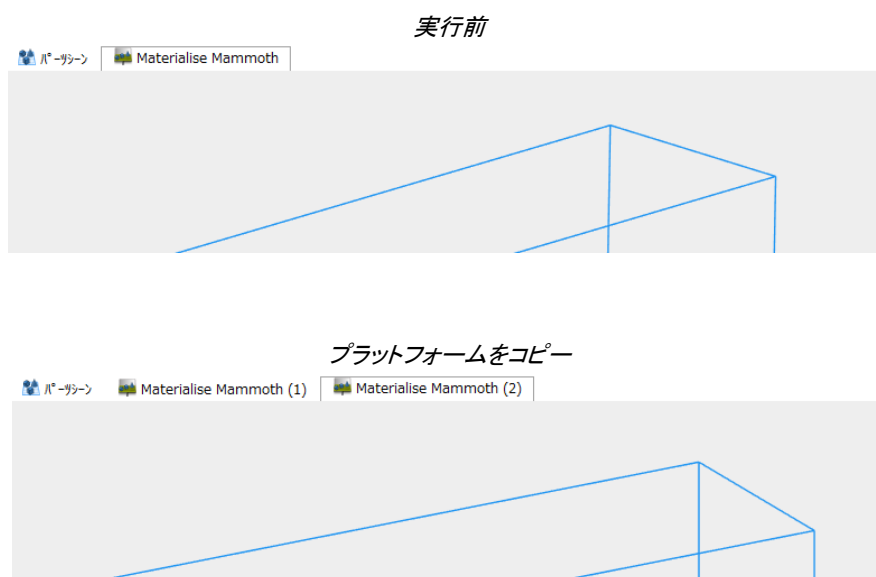 実行前
ﾊﾟｰﾂｼｰﾝ Materialise Mammoth
プラットフォームをコピー
ﾊﾟｰﾂｼｰﾝ Materialise Mammoth (1) Materialise Mammoth (2)